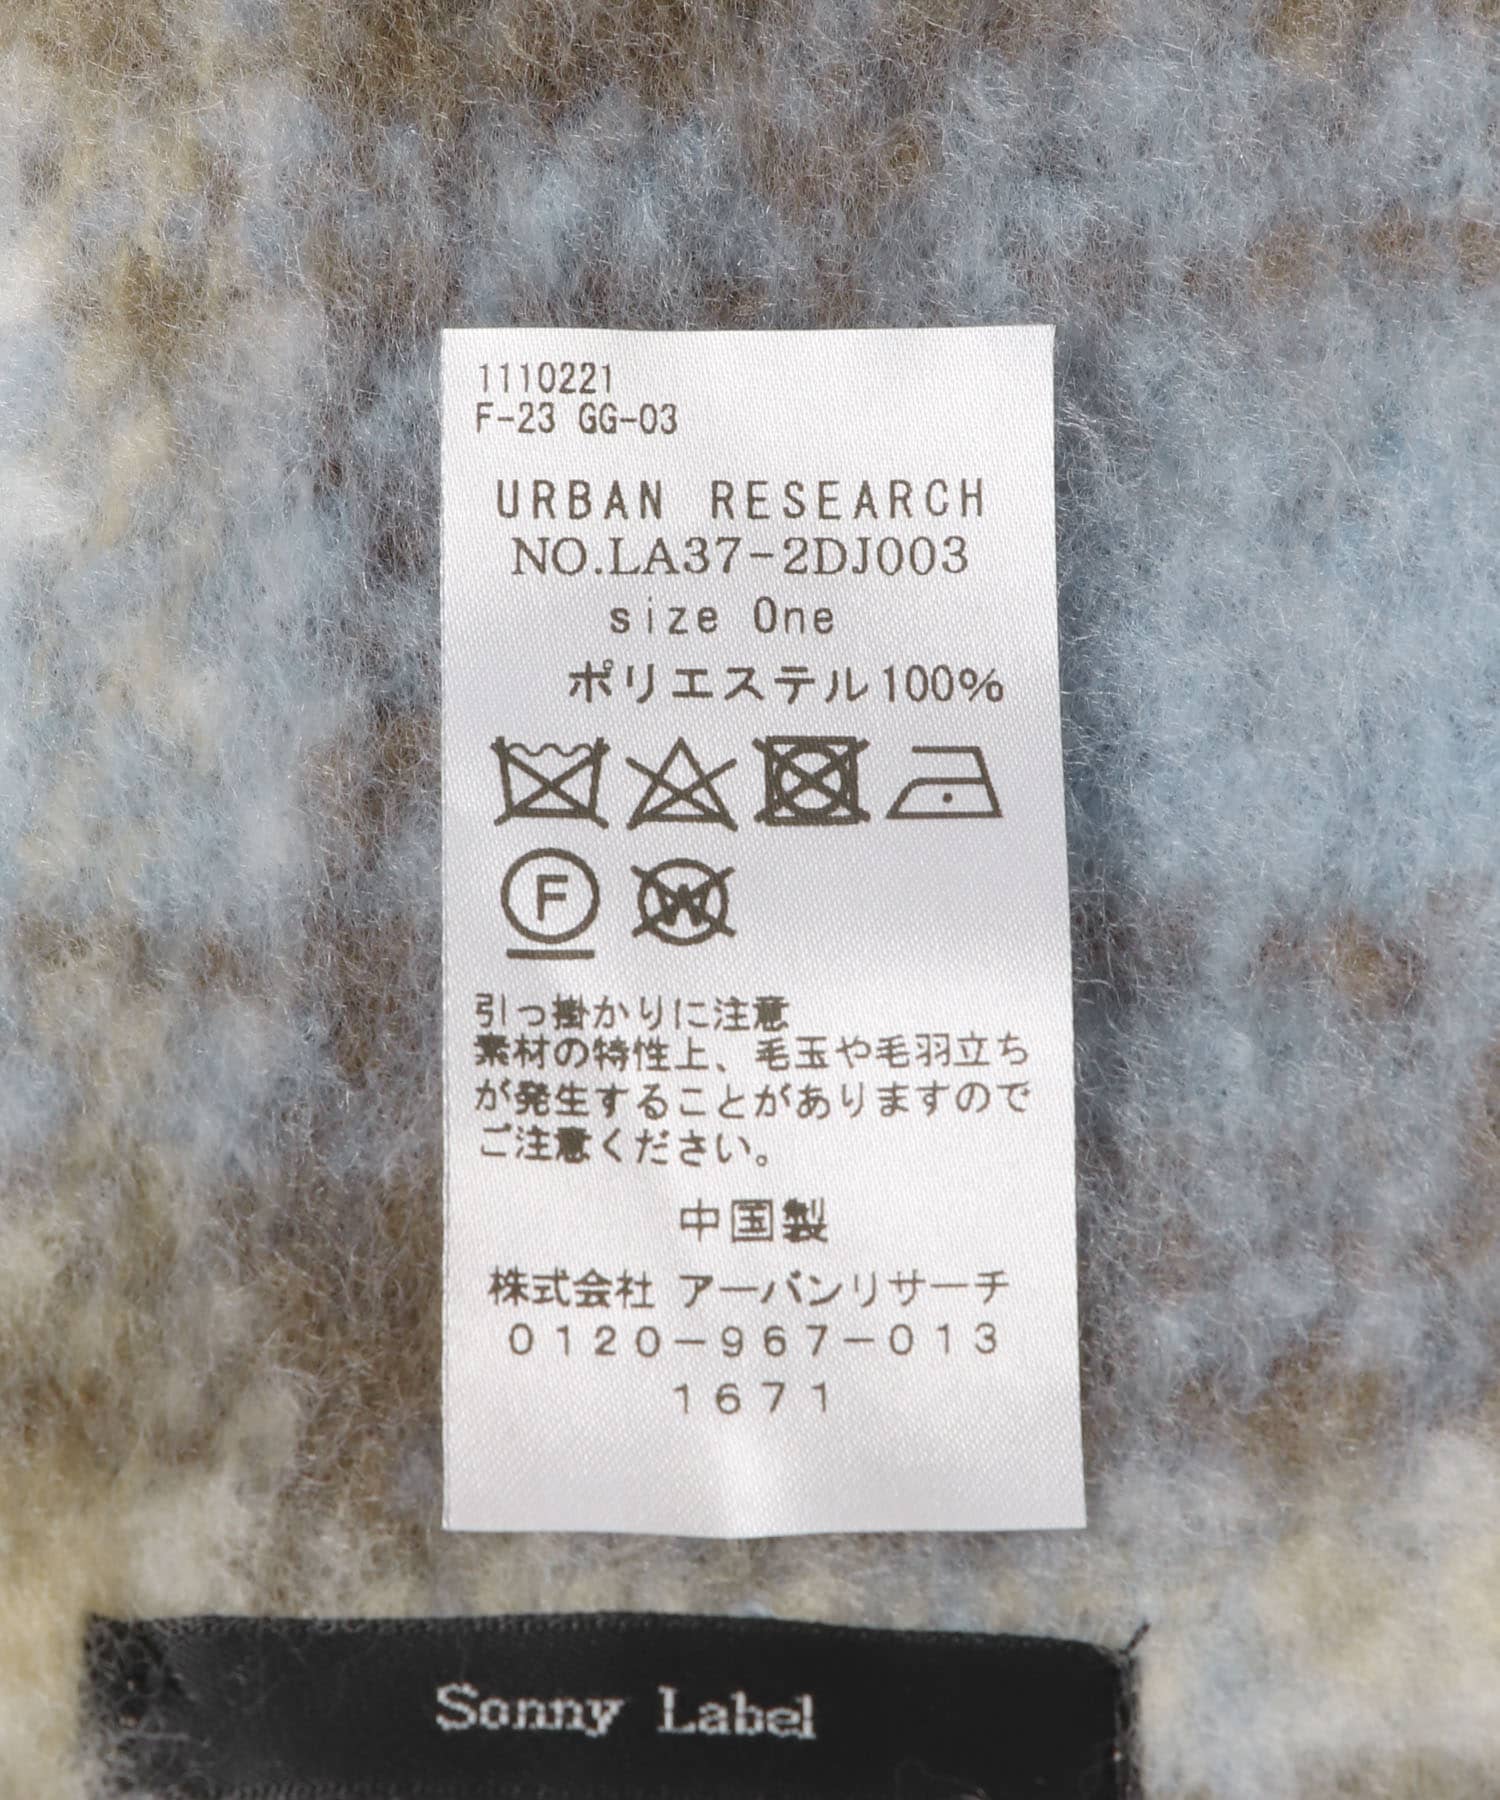 1110221
F-23 GG-03
URBAN RESEARCH
NO.LA37-2DJ003
size One
ポリエステル100%
F
W
引っ掛かりに注意
素材の特性上、毛玉や毛羽立ち
が発生することがありますので
ご注意ください。
中国製
株式会社 アーバンリサーチ
0120-967-013
1671
Sonny Label